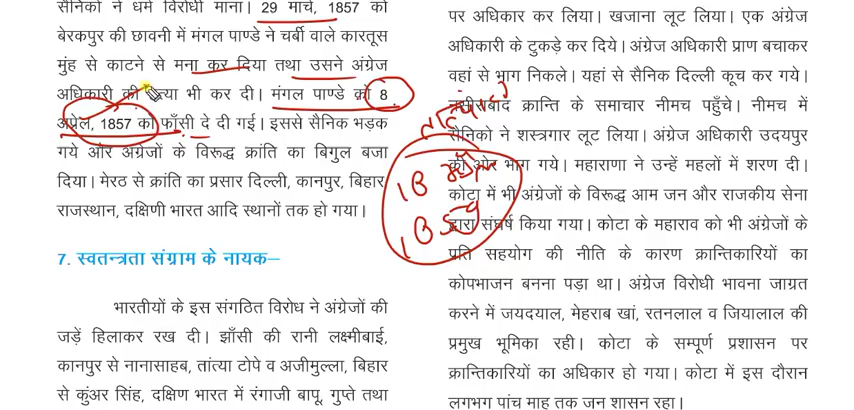 सैनिकों ने धर्म विरोधी माना। 29 मार्च, 1857 को
बेरकपुर की छावनी में मंगल पाण्डे ने चर्बी वाले कारतूस
मुंह से काटने से मना कर दिया तथा उसने अंग्रेज
अधिकारी की हत्या भी कर दी। मंगल पाण्डे को 8
अप्रेल, 1857 को फाँसी दे दी गई। इससे सैनिक भड़क
गये और अंग्रेजों के विरूद्ध क्रांति का बिगुल बजा
दिया। मेरठ से क्रांति का प्रसार दिल्ली, कानपुर, बिहार
राजस्थान, दक्षिणी भारत आदि स्थानों तक हो गया।
7. स्वतन्त्रता संग्राम के नायक–
भारतीयों के इस संगठित विरोध ने अंग्रेजों की
जड़ें हिलाकर रख दी। झाँसी की रानी लक्ष्मीबाई,
कानपुर से नानासाहब, तांत्या टोपे व अजीमुल्ला, बिहार
से कुंअर सिंह, दक्षिण भारत में रंगाजी बापू, गुप्ते तथा
पर अधिकार कर लिया। खजाना लूट लिया। एक अंग्रेज
अधिकारी के टुकड़े कर दिये। अंग्रेज अधिकारी प्राण बचाकर
वहां से भाग निकले। यहां से सैनिक दिल्ली कूच कर गये।
नसीराबाद क्रान्ति के समाचार नीमच पहुँचे। नीमच में
सैनिको ने शस्त्रगार लूट लिया। अंग्रेज अधिकारी उदयपुर
की ओर भाग गये। महाराणा ने उन्हें महलों में शरण दी।
कोटा में भी अंग्रेजों के विरूद्ध आम जन और राजकीय सेना
द्वारा संघर्ष किया गया। कोटा के महाराव को भी अंग्रेजों के
प्रति सहयोग की नीति के कारण क्रान्तिकारियों का
कोपभाजन बनना पड़ा था। अंग्रेज विरोधी भावना जाग्रत
करने में जयदयाल, मेहराब खां, रतनलाल व जियालाल की
प्रमुख भूमिका रही। कोटा के सम्पूर्ण प्रशासन पर
क्रान्तिकारियों का अधिकार हो गया। कोटा में इस दौरान
लगभग पांच माह तक जन शासन रहा।
18
1859